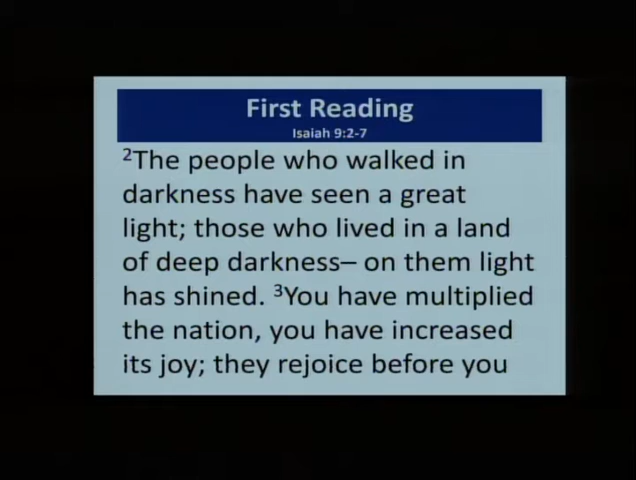 First Reading
Isaiah 9:2-7
²The people who walked in
darkness have seen a great
light; those who lived in a land
of deep darkness– on them light
has shined. ³You have multiplied
the nation, you have increased
its joy; they rejoice before you